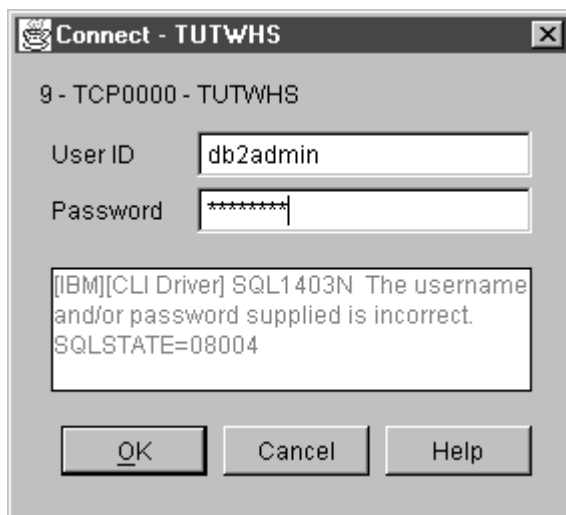 Connect - TUTWHS
9 - TCP0000 - TUTWHS
User ID db2admin
Password ********
[IBM][CLI Driver] SQL1403N  The username
and/or password supplied is incorrect.
SQLSTATE=08004
OK Cancel Help